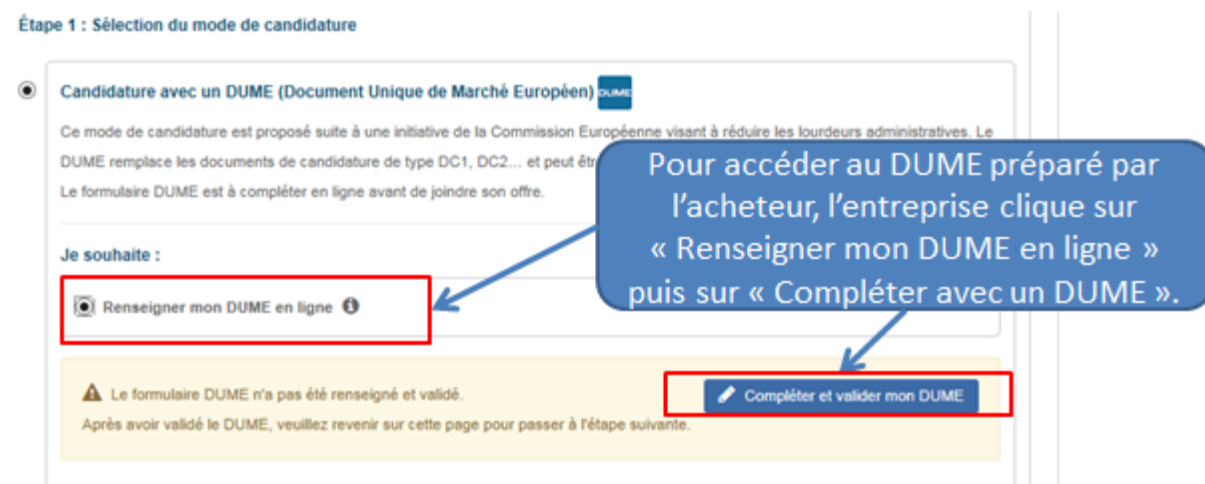 Étape 1 : Sélection du mode de candidature
Candidature avec un DUME (Document Unique de Marché Européen) DUME
Ce mode de candidature est proposé suite à une initiative de la Commission Européenne visant à réduire les lourdeurs administratives. Le
DUME remplace les documents de candidature de type DC1, DC2... et peut
Le formulaire DUME est à compléter en ligne avant de joindre son offre.
Pour accéder au DUME préparé par
l'acheteur, l'entreprise clique sur
« Renseigner mon DUME en ligne »
puis sur « Compléter avec un DUME ».
Je souhaite :
Renseigner mon DUME en ligne
Le formulaire DUME n'a pas été renseigné et validé.
Compléter et valider mon DUME
Après avoir validé le DUME, veuillez revenir sur cette page pour passer à l'étape suivante.